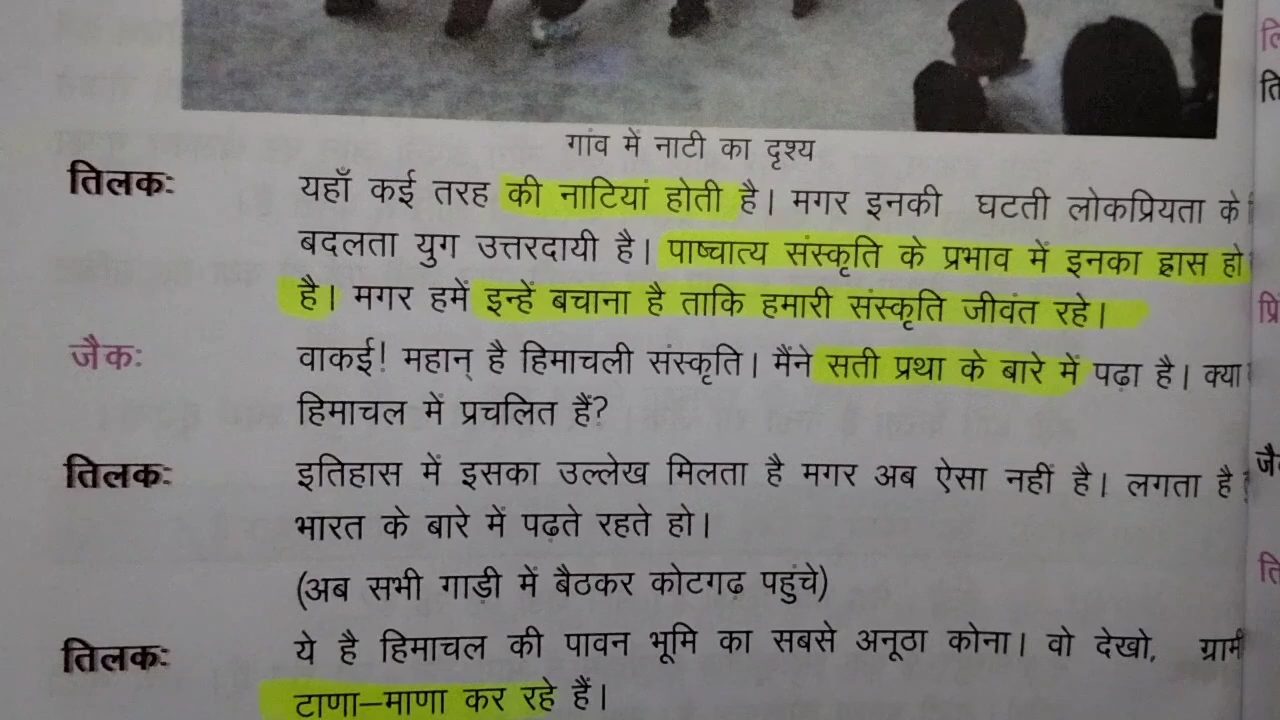 गांव में नाटी का दृश्य
तिलक: यहाँ कई तरह की नाटियां होती है। मगर इनकी घटती लोकप्रियता के
बदलता युग उत्तरदायी है। पाष्चात्य संस्कृति के प्रभाव में इनका ह्रास हो
है। मगर हमें इन्हें बचाना है ताकि हमारी संस्कृति जीवंत रहे।
जैक: वाकई! महान् है हिमाचली संस्कृति। मैंने सती प्रथा के बारे में पढ़ा है। क्या
हिमाचल में प्रचलित हैं?
तिलक: इतिहास में इसका उल्लेख मिलता है मगर अब ऐसा नहीं है। लगता है
भारत के बारे में पढ़ते रहते हो।
(अब सभी गाड़ी में बैठकर कोटगढ़ पहुंचे)
तिलक: ये है हिमाचल की पावन भूमि का सबसे अनूठा कोना। वो देखो,
टाणा–माणा कर रहे हैं।